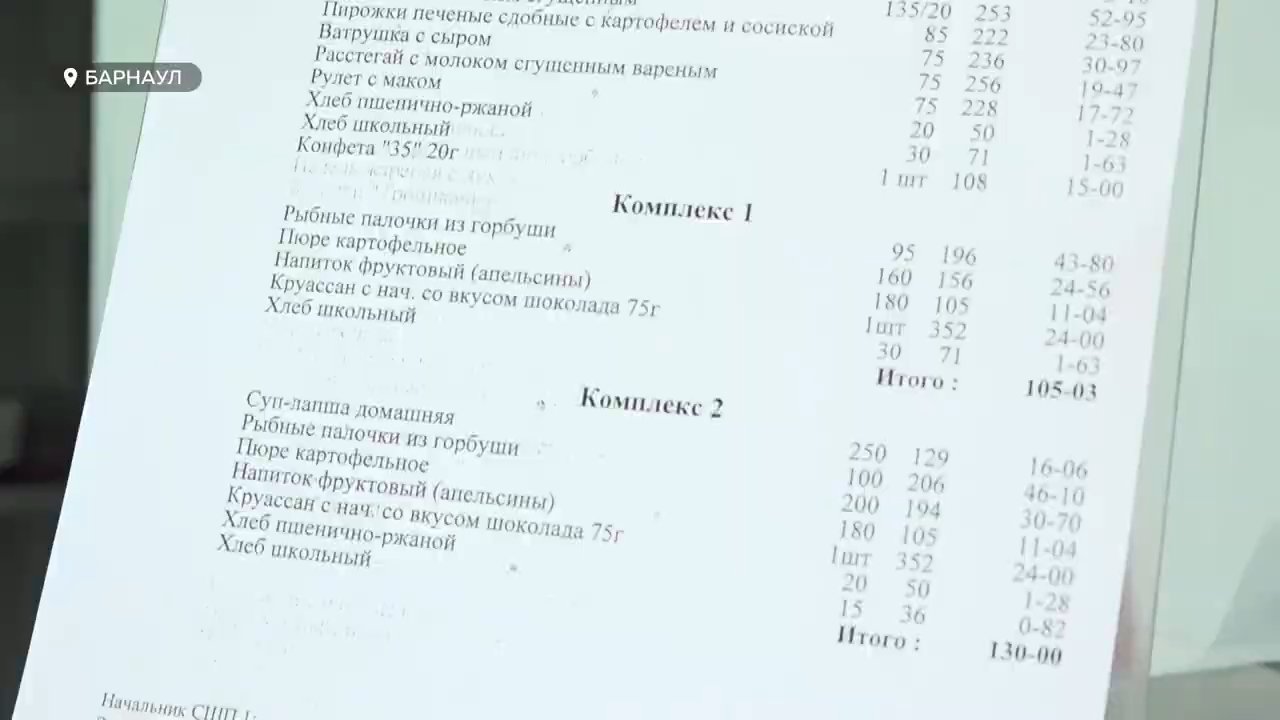 БАРНАУЛ
Пирожки печеные сдобные с картофелем и сосиской 135/20 253 52-95
Ватрушка с сыром 85 222 23-80
Расстегай с молоком сгущенным вареным 75 236 30-97
Рулет с маком 75 256 19-47
Хлеб пшенично-ржаной 75 228 17-72
Хлеб школьный 20 50 1-28
Конфета "35" 20г 30 71 1-63
1 шт 108 15-00
Комплекс 1
Рыбные палочки из горбуши 95 196 43-80
Пюре картофельное 160 156 24-56
Напиток фруктовый (апельсины) 180 105 11-04
Круассан с нач. со вкусом шоколада 75г 1шт 352 24-00
Хлеб школьный 30 71 1-63
Итого : 105-03
Комплекс 2
Суп-лапша домашняя 250 129 16-06
Рыбные палочки из горбуши 100 206 46-10
Пюре картофельное 200 194 30-70
Напиток фруктовый (апельсины) 180 105 11-04
Круассан с нач. со вкусом шоколада 75г 1шт 352 24-00
Хлеб пшенично-ржаной 20 50 1-28
Хлеб школьный 15 36 0-82
Итого : 130-00
Начальник СШП